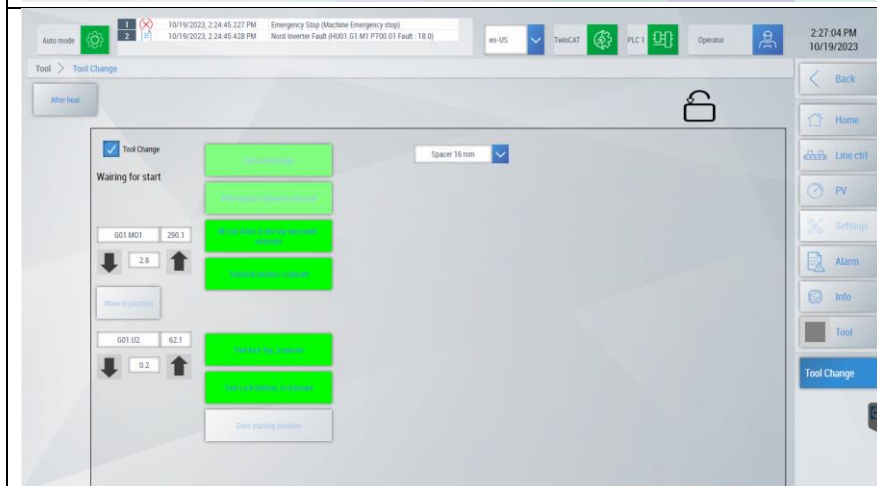 1 10/19/2023, 2:24:45.227 PM Emergency Stop (Machine Emergency stop)
2 10/19/2023, 2:24:45.428 PM Nord Inverter Fault (HU01.G1.M1 P700.01 Fault : 18.0)
Auto mode
en-US
TwinCAT
PLC 1
Operator
2:27:04 PM
10/19/2023
Tool > Tool Change
Back
After heat
Home
Tool Change
Spacer 16 mm
Line ctrl
Wairing for start
PV
Settings
G01.MO1 290.1
2.8
Alarm
Move in position
Info
Tool
G01.U2 62.1
0.2
Tool Change
Goto starting position